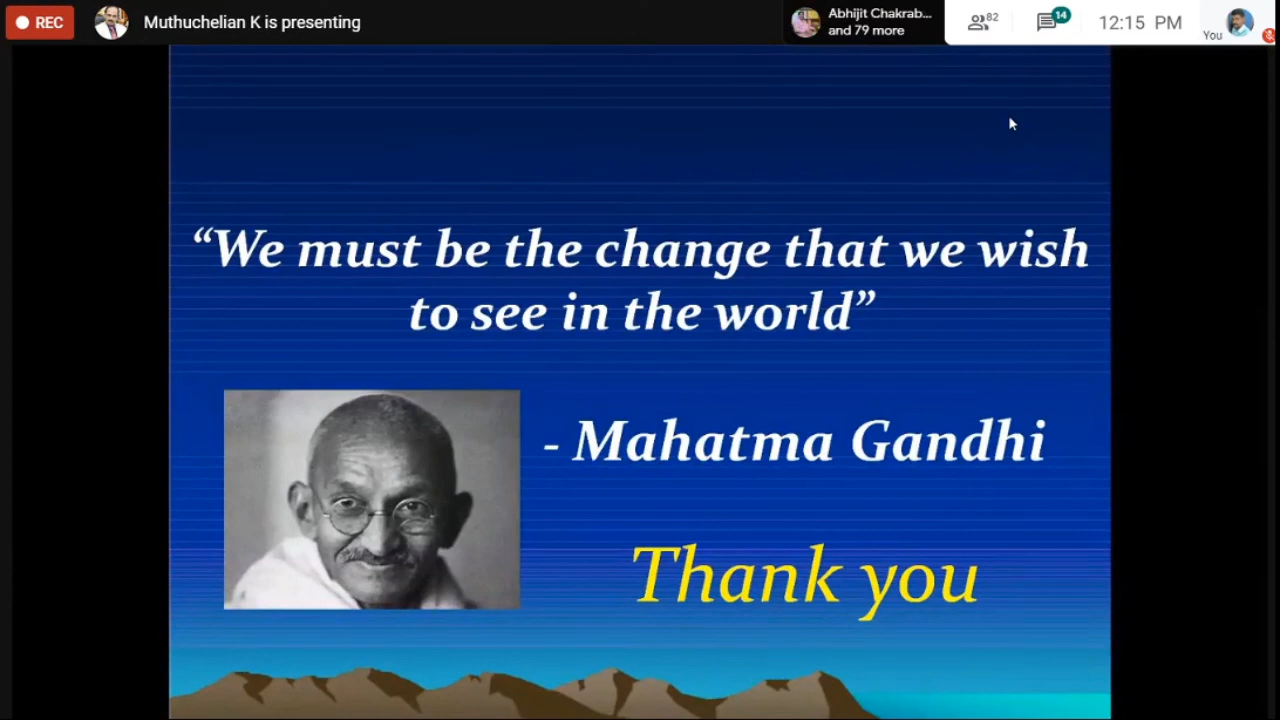 REC
Muthuchelian K is presenting
Abhijit Chakrab...
and 79 more
82
14
12:15 PM
You
“We must be the change that we wish
to see in the world”
- Mahatma Gandhi
Thank you